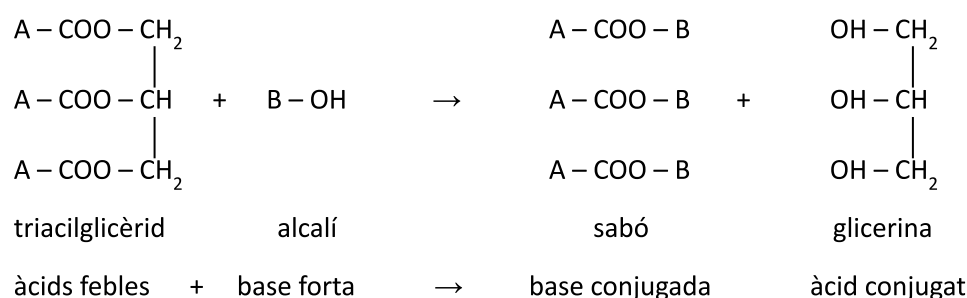 A – COO – CH₂ A – COO – B OH – CH₂
A – COO – CH + B – OH → A – COO – B + OH – CH
A – COO – CH₂ A – COO – B OH – CH₂
triacilglicèrid alcalí sabó glicerina
àcids febles + base forta → base conjugada àcid conjugat